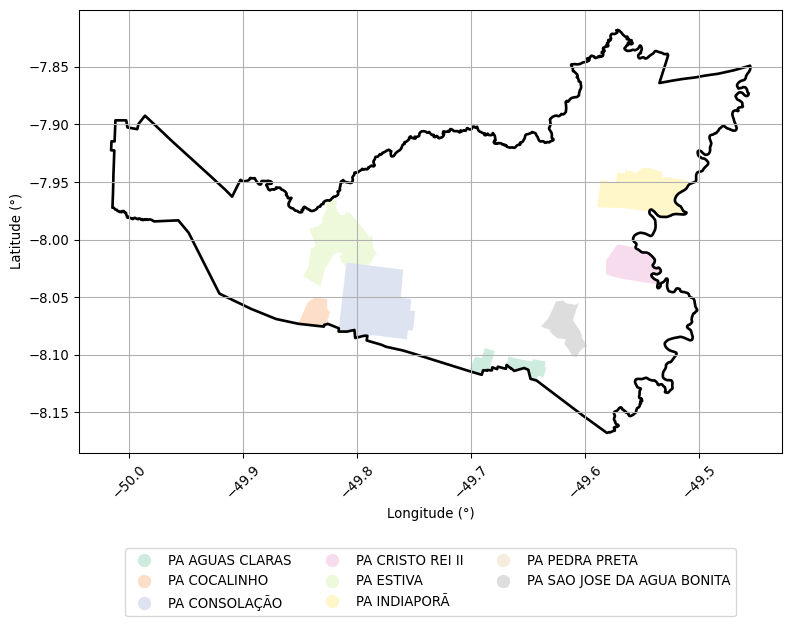 −7.85
−7.90
−7.95
−8.00
−8.05
−8.10
−8.15
Latitude (°)
−50.0
−49.9
−49.8
−49.7
−49.6
−49.5
Longitude (°)
PA AGUAS CLARAS
PA COCALINHO
PA CONSOLAÇÃO
PA CRISTO REI II
PA ESTIVA
PA INDIAPORÃ
PA PEDRA PRETA
PA SAO JOSE DA AGUA BONITA